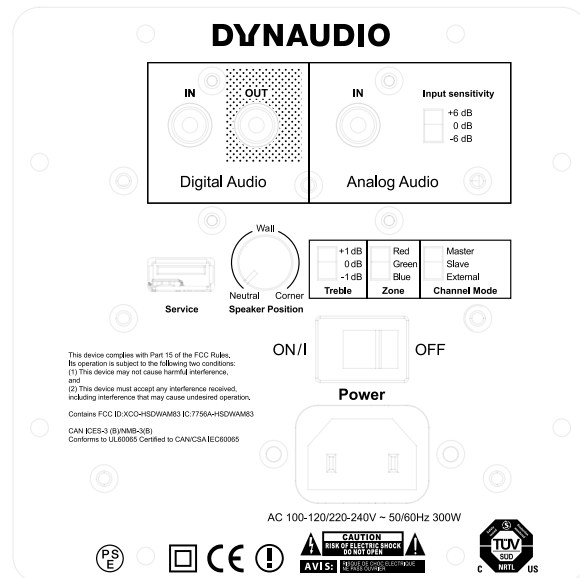 DYNAUDIO
IN
OUT
IN
Input sensitivity
+6 dB
0 dB
-6 dB
Digital Audio
Analog Audio
Wall
Neutral
Corner
Service
Speaker Position
+1 dB
0 dB
-1 dB
Treble
Red
Green
Blue
Zone
Master
Slave
External
Channel Mode
ON/I
OFF
Power
This device complies with Part 15 of the FCC Rules.
Its operation is subject to the following two conditions:
(1) This device may not cause harmful interference,
and
(2) This device must accept any interference received,
including interference that may cause undesired operation.
Contains FCC ID:XCO-HSDWAM83 IC:7756A-HSDWAM83
CAN ICES-3 (B)/NMB-3(B)
Conforms to UL60065 Certified to CAN/CSA IEC60065
AC 100-120/220-240V ~ 50/60Hz 300W
PS
E
CE
CAUTION
RISK OF ELECTRIC SHOCK
DO NOT OPEN
AVIS:
RISQUE DE CHOC ELECTRIQUE
NE PAS OUVRIR
TÜV
SÜD
NRTL
C
US